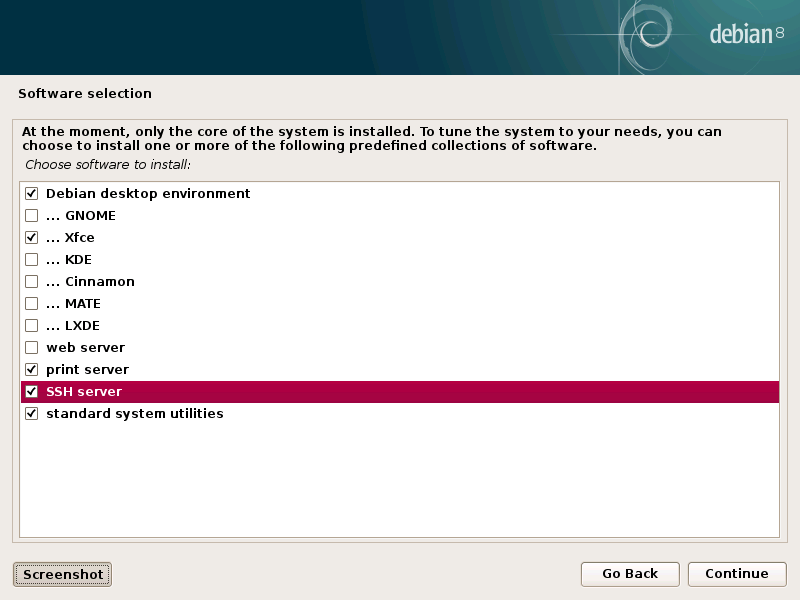 debian 8
Software selection
At the moment, only the core of the system is installed. To tune the system to your needs, you can
choose to install one or more of the following predefined collections of software.
Choose software to install:
Debian desktop environment
... GNOME
... Xfce
... KDE
... Cinnamon
... MATE
... LXDE
web server
print server
SSH server
standard system utilities
Screenshot
Go Back
Continue